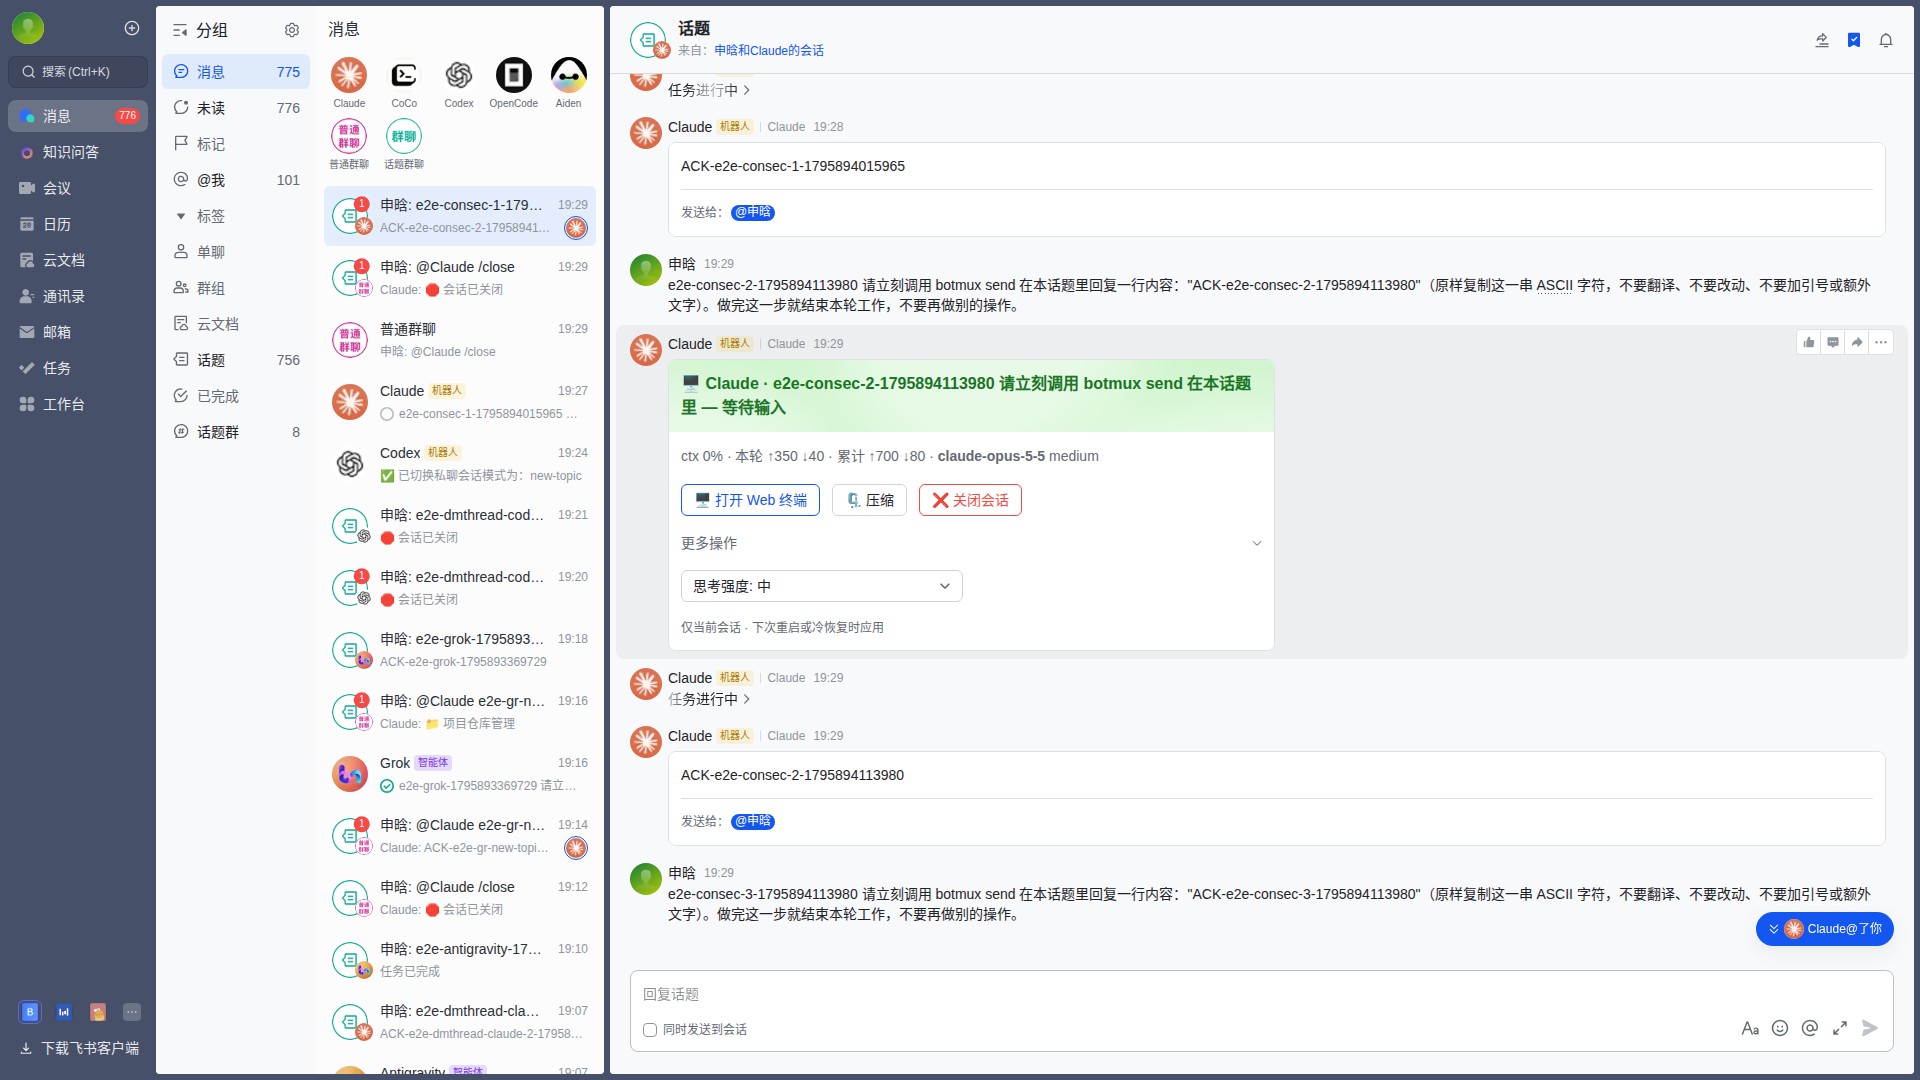 搜索 (Ctrl+K)
消息
776
知识问答
会议
日历
云文档
通讯录
邮箱
任务
工作台
下载飞书客户端
分组
消息 775
未读 776
标记
@我 101
标签
单聊
群组
云文档
话题 756
已完成
话题群 8
消息
Claude
CoCo
Codex
OpenCode
Aiden
普通群聊
普通群聊
群聊
话题群聊
1
申晗: e2e-consec-1-179… 19:29
ACK-e2e-consec-2-17958941…
1
申晗: @Claude /close 19:29
Claude: 会话已关闭
普通群聊
普通群聊 19:29
申晗: @Claude /close
Claude 机器人 19:27
e2e-consec-1-1795894015965 …
Codex 机器人 19:24
已切换私聊会话模式为：new-topic
申晗: e2e-dmthread-cod… 19:21
会话已关闭
1
申晗: e2e-dmthread-cod… 19:20
会话已关闭
申晗: e2e-grok-1795893… 19:18
ACK-e2e-grok-1795893369729
1
申晗: @Claude e2e-gr-n… 19:16
Claude: 项目仓库管理
Grok 智能体 19:16
e2e-grok-1795893369729 请立…
1
申晗: @Claude e2e-gr-n… 19:14
Claude: ACK-e2e-gr-new-topi…
申晗: @Claude /close 19:12
Claude: 会话已关闭
申晗: e2e-antigravity-17… 19:10
任务已完成
申晗: e2e-dmthread-cla… 19:07
ACK-e2e-dmthread-claude-2-17958…
Antigravity 智能体 19:07
话题
来自：申晗和Claude的会话
任务进行中
Claude 机器人 Claude 19:28
ACK-e2e-consec-1-1795894015965
发送给： @申晗
申晗 19:29
e2e-consec-2-1795894113980 请立刻调用 botmux send 在本话题里回复一行内容："ACK-e2e-consec-2-1795894113980"（原样复制这一串 ASCII 字符，不要翻译、不要改动、不要加引号或额外
文字）。做完这一步就结束本轮工作，不要再做别的操作。
Claude 机器人 Claude 19:29
Claude · e2e-consec-2-1795894113980 请立刻调用 botmux send 在本话题
里 — 等待输入
ctx 0% · 本轮 ↑350 ↓40 · 累计 ↑700 ↓80 · claude-opus-5-5 medium
打开 Web 终端
压缩
关闭会话
更多操作
思考强度: 中
仅当前会话 · 下次重启或冷恢复时应用
Claude 机器人 Claude 19:29
任务进行中
Claude 机器人 Claude 19:29
ACK-e2e-consec-2-1795894113980
发送给： @申晗
申晗 19:29
e2e-consec-3-1795894113980 请立刻调用 botmux send 在本话题里回复一行内容："ACK-e2e-consec-3-1795894113980"（原样复制这一串 ASCII 字符，不要翻译、不要改动、不要加引号或额外
文字）。做完这一步就结束本轮工作，不要再做别的操作。
Claude@了你
回复话题
同时发送到会话